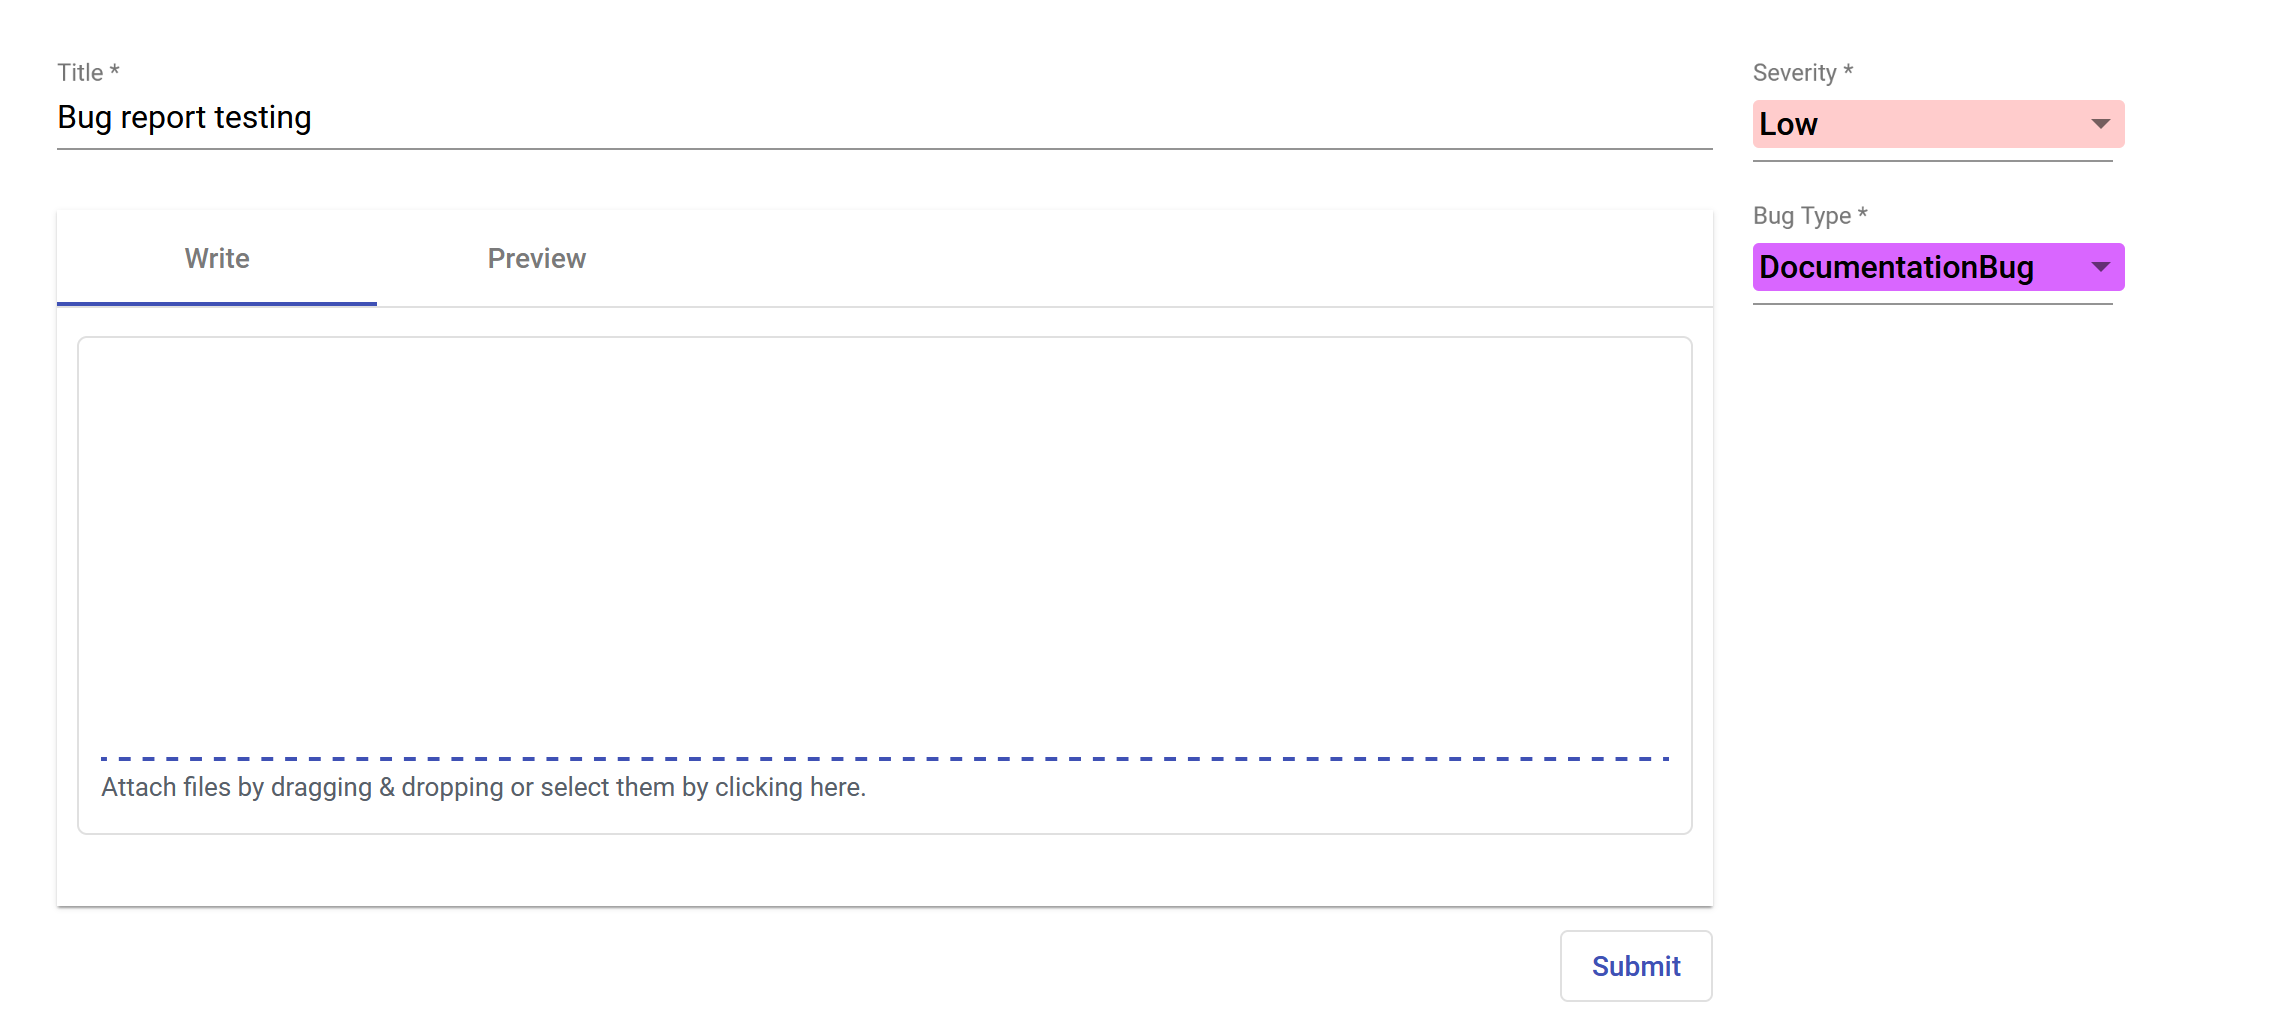 Title *
Bug report testing
Severity *
Low
Bug Type *
DocumentationBug
Write
Preview
Attach files by dragging & dropping or select them by clicking here.
Submit